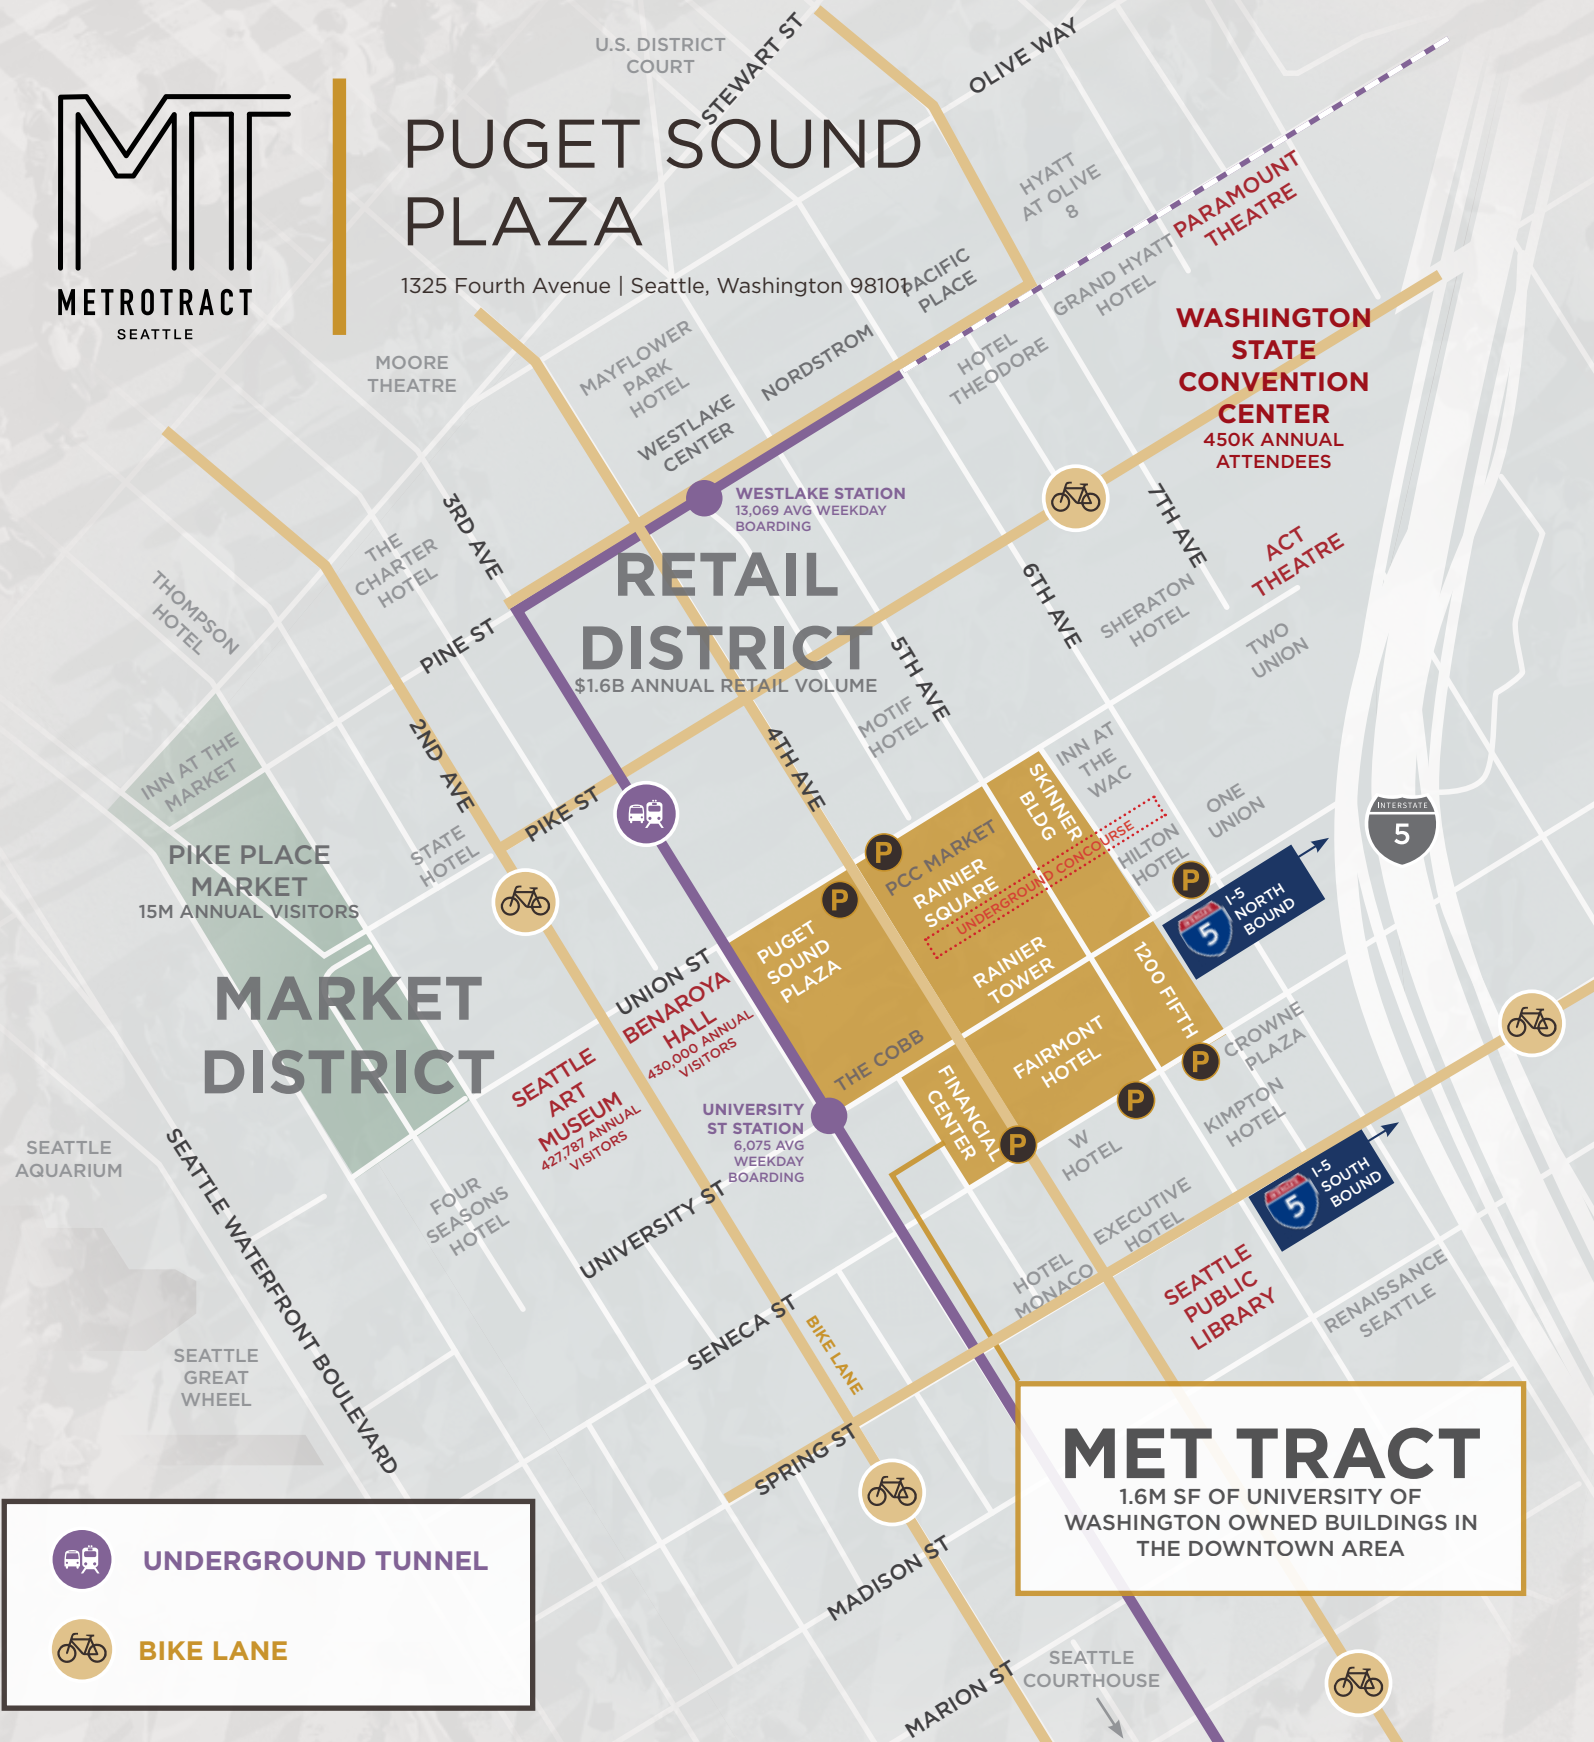 U.S. DISTRICT
COURT
STEWART ST
OLIVE WAY
MT
METROTRACT
SEATTLE
PUGET SOUND
PLAZA
1325 Fourth Avenue | Seattle, Washington 98101
HYATT
AT OLIVE
8
PARAMOUNT
THEATRE
PACIFIC
PLACE
GRAND HYATT
HOTEL
WASHINGTON
STATE
CONVENTION
CENTER
450K ANNUAL
ATTENDEES
MOORE
THEATRE
MAYFLOWER
PARK
HOTEL
NORDSTROM
HOTEL
THEODORE
WESTLAKE
CENTER
WESTLAKE STATION
13,069 AVG WEEKDAY
BOARDING
3RD AVE
7TH AVE
THE
CHARTER
HOTEL
ACT
THEATRE
THOMPSON
HOTEL
RETAIL
DISTRICT
$1.6B ANNUAL RETAIL VOLUME
6TH AVE
SHERATON
HOTEL
TWO
UNION
PINE ST
5TH AVE
MOTIF
HOTEL
2ND AVE
4TH AVE
INN AT THE
MARKET
INN AT
THE
WAC
SKINNER
BLDG
ONE
UNION
INTERSTATE
5
PIKE ST
STATE
HOTEL
PIKE PLACE
MARKET
15M ANNUAL VISITORS
P
P
PCC MARKET
RAINIER
SQUARE
UNDERGROUND CONCOURSE
HILTON
HOTEL
P
5
I-5
NORTH
BOUND
PUGET
SOUND
PLAZA
RAINIER
TOWER
1200 FIFTH
MARKET
DISTRICT
UNION ST
BENAROYA
HALL
430,000 ANNUAL
VISITORS
SEATTLE
ART
MUSEUM
427,787 ANNUAL
VISITORS
THE COBB
FAIRMONT
HOTEL
CROWNE
PLAZA
P
P
FINANCIAL
CENTER
P
UNIVERSITY
ST STATION
6,075 AVG
WEEKDAY
BOARDING
W
HOTEL
KIMPTON
HOTEL
5
I-5
SOUTH
BOUND
SEATTLE
AQUARIUM
SEATTLE WATERFRONT BOULEVARD
FOUR
SEASONS
HOTEL
UNIVERSITY ST
EXECUTIVE
HOTEL
HOTEL
MONACO
SEATTLE
PUBLIC
LIBRARY
RENAISSANCE
SEATTLE
SENECA ST
BIKE LANE
SEATTLE
GREAT
WHEEL
SPRING ST
MET TRACT
1.6M SF OF UNIVERSITY OF
WASHINGTON OWNED BUILDINGS IN
THE DOWNTOWN AREA
UNDERGROUND TUNNEL
BIKE LANE
MADISON ST
MARION ST
SEATTLE
COURTHOUSE